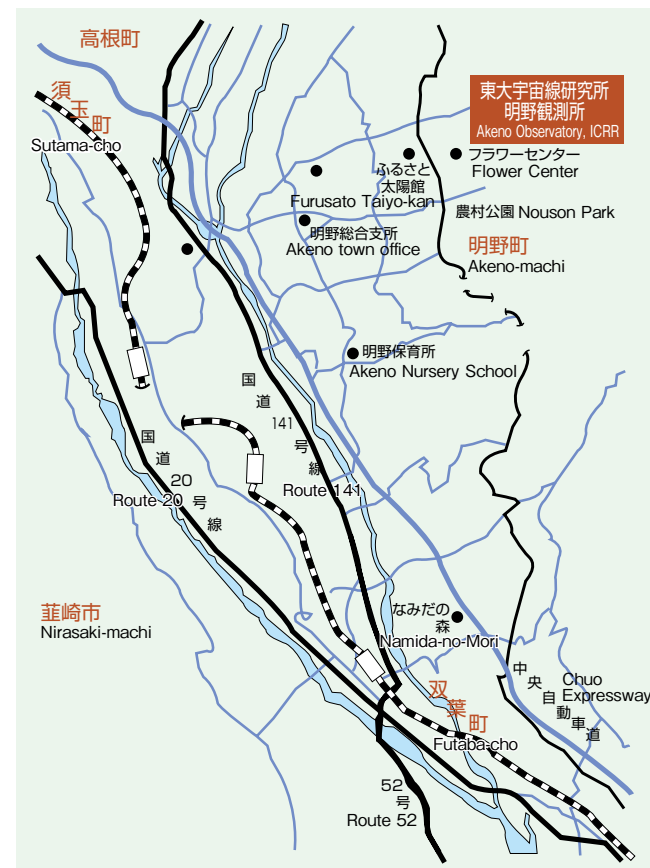 高根町
須玉町
Sutama-cho
東大宇宙線研究所
明野観測所
Akeno Observatory, ICRR
ふるさと
太陽館
Furusato Taiyo-kan
フラワーセンター
Flower Center
農村公園 Nouson Park
明野総合支所
Akeno town office
明野町
Akeno-machi
明野保育所
Akeno Nursery School
国道141号線
Route 141
国道20号線
Route 20
韮崎市
Nirasaki-machi
なみだの
森
Namida-no-Mori
中央自動車道
Chuo
Expressway
双葉町
Futaba-cho
52号
Route 52